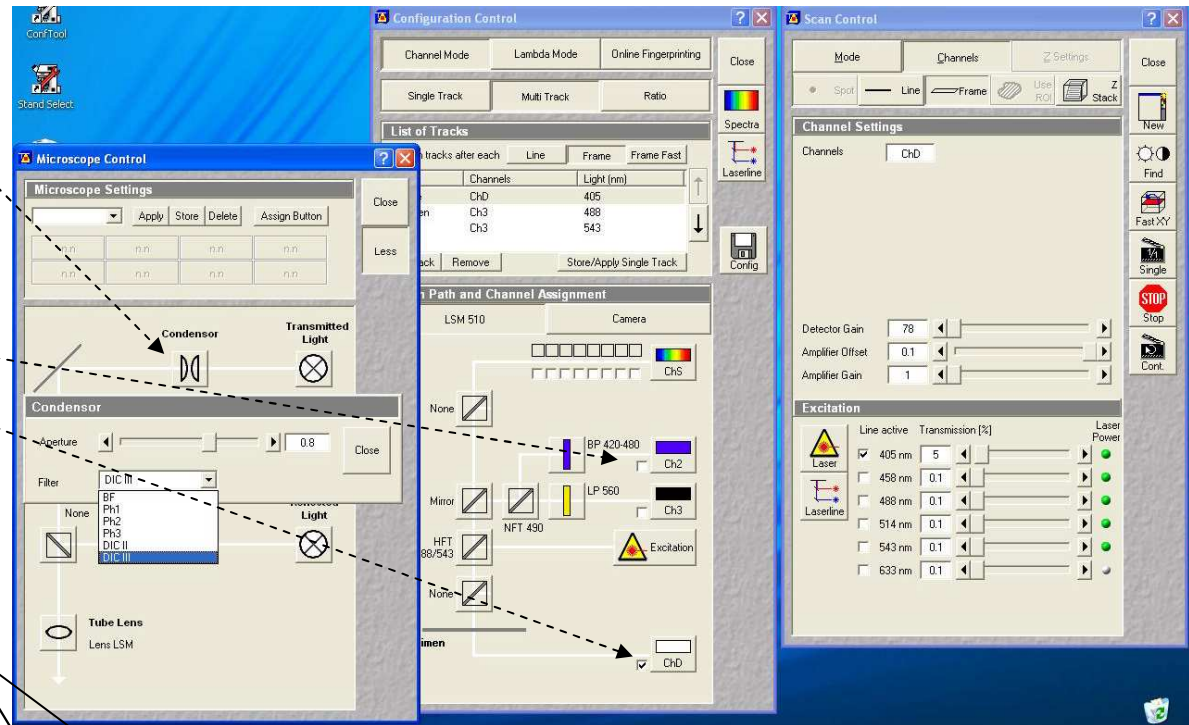 ConfTool
Stand Select
Microscope Control
Microscope Settings
Apply Store Delete Assign Button
n.n n.n n.n n.n
n.n n.n n.n n.n
Close
Less
Condensor
Transmitted
Light
Condensor
Aperture 0.8
Close
Filter DIC III
BF
Ph1
Ph2
Ph3
DIC II
DIC III
None
Light
Tube Lens
Lens LSM
Configuration Control
Channel Mode Lambda Mode Online Fingerprinting
Single Track Multi Track Ratio
Close
Spectra
Laserline
Config
List of Tracks
tracks after each Line Frame Frame Fast
Channels Light (nm)
ChD 405
en Ch3 488
Ch3 543
ack Remove Store/Apply Single Track
Path and Channel Assignment
LSM 510 Camera
ChS
None
BP 420-480
Ch2
LP 560
Mirror
Ch3
NFT 490
HFT
88/543
Excitation
None
imen
ChD
Scan Control
Mode Channels Z Settings
Spot Line Frame Use ROI Z Stack
Close
New
Find
Fast XY
1/1
Single
STOP
Stop
Cont.
Channel Settings
Channels ChD
Detector Gain 78
Amplifier Offset 0.1
Amplifier Gain 1
Excitation
Line active Transmission [%] Laser Power
Laser
Laserline
405 nm 5
458 nm 0.1
488 nm 0.1
514 nm 0.1
543 nm 0.1
633 nm 0.1